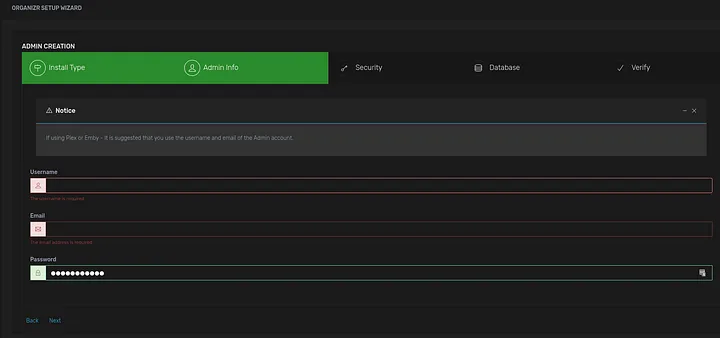 ORGANIZR SETUP WIZARD
ADMIN CREATION
Install Type
Admin Info
Security
Database
Verify
Notice
If using Plex or Emby - It is suggested that you use the username and email of the Admin account.
Username
The username is required
Email
The email address is required
Password
Back
Next